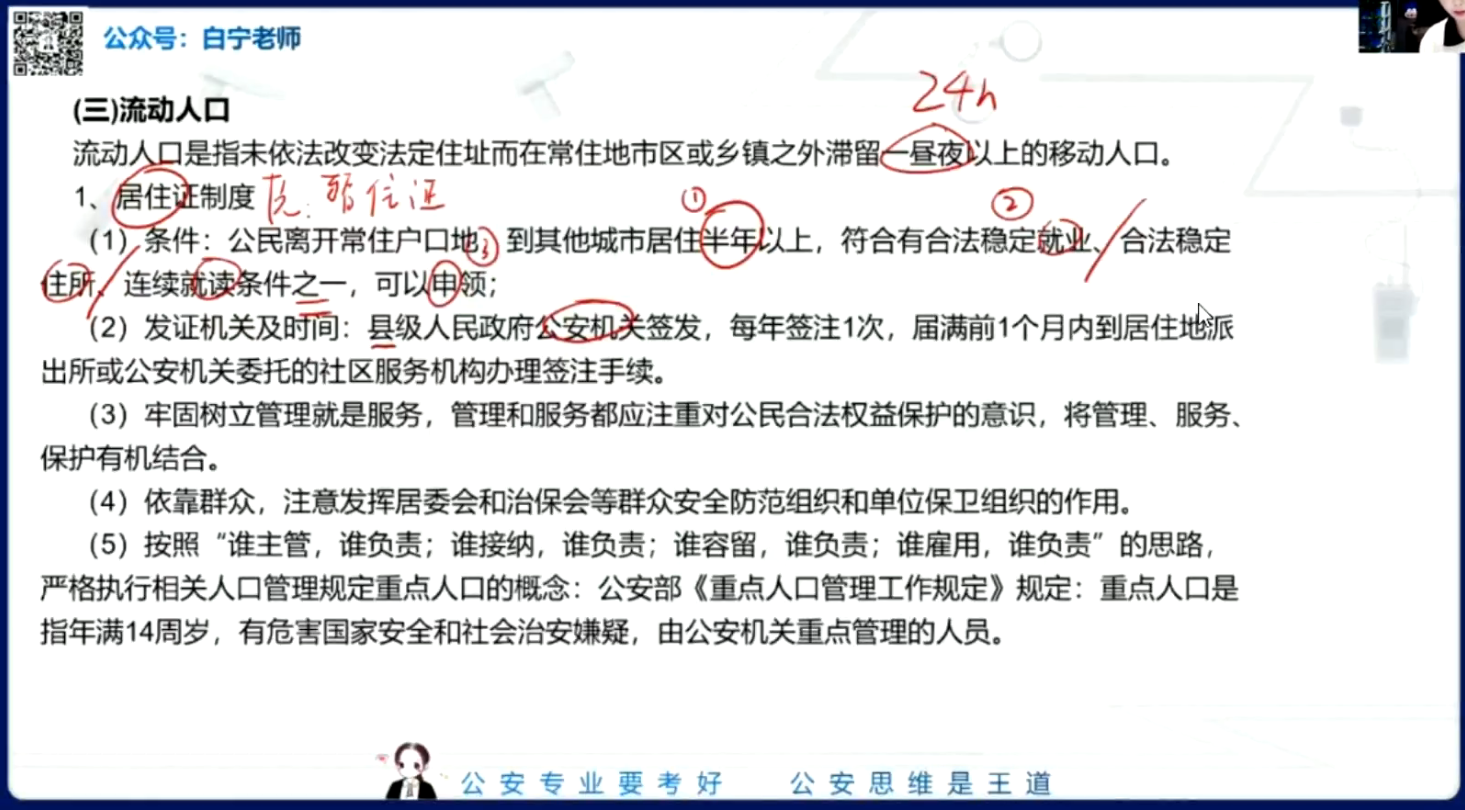 公众号：白宁老师
24h
(三)流动人口
流动人口是指未依法改变法定住址而在常住地市区或乡镇之外滞留一昼夜以上的移动人口。
1、居住证制度 暂住证
① ②
（1）条件：公民离开常住户口地，到其他城市居住半年以上，符合有合法稳定就业、合法稳定
③
住所、连续就读条件之一，可以申领；
（2）发证机关及时间：县级人民政府公安机关签发，每年签注1次，届满前1个月内到居住地派
出所或公安机关委托的社区服务机构办理签注手续。
（3）牢固树立管理就是服务，管理和服务都应注重对公民合法权益保护的意识，将管理、服务、
保护有机结合。
（4）依靠群众，注意发挥居委会和治保会等群众安全防范组织和单位保卫组织的作用。
（5）按照“谁主管，谁负责；谁接纳，谁负责；谁容留，谁负责；谁雇用，谁负责”的思路，
严格执行相关人口管理规定重点人口的概念：公安部《重点人口管理工作规定》规定：重点人口是
指年满14周岁，有危害国家安全和社会治安嫌疑，由公安机关重点管理的人员。
公安专业要考好 公安思维是王道